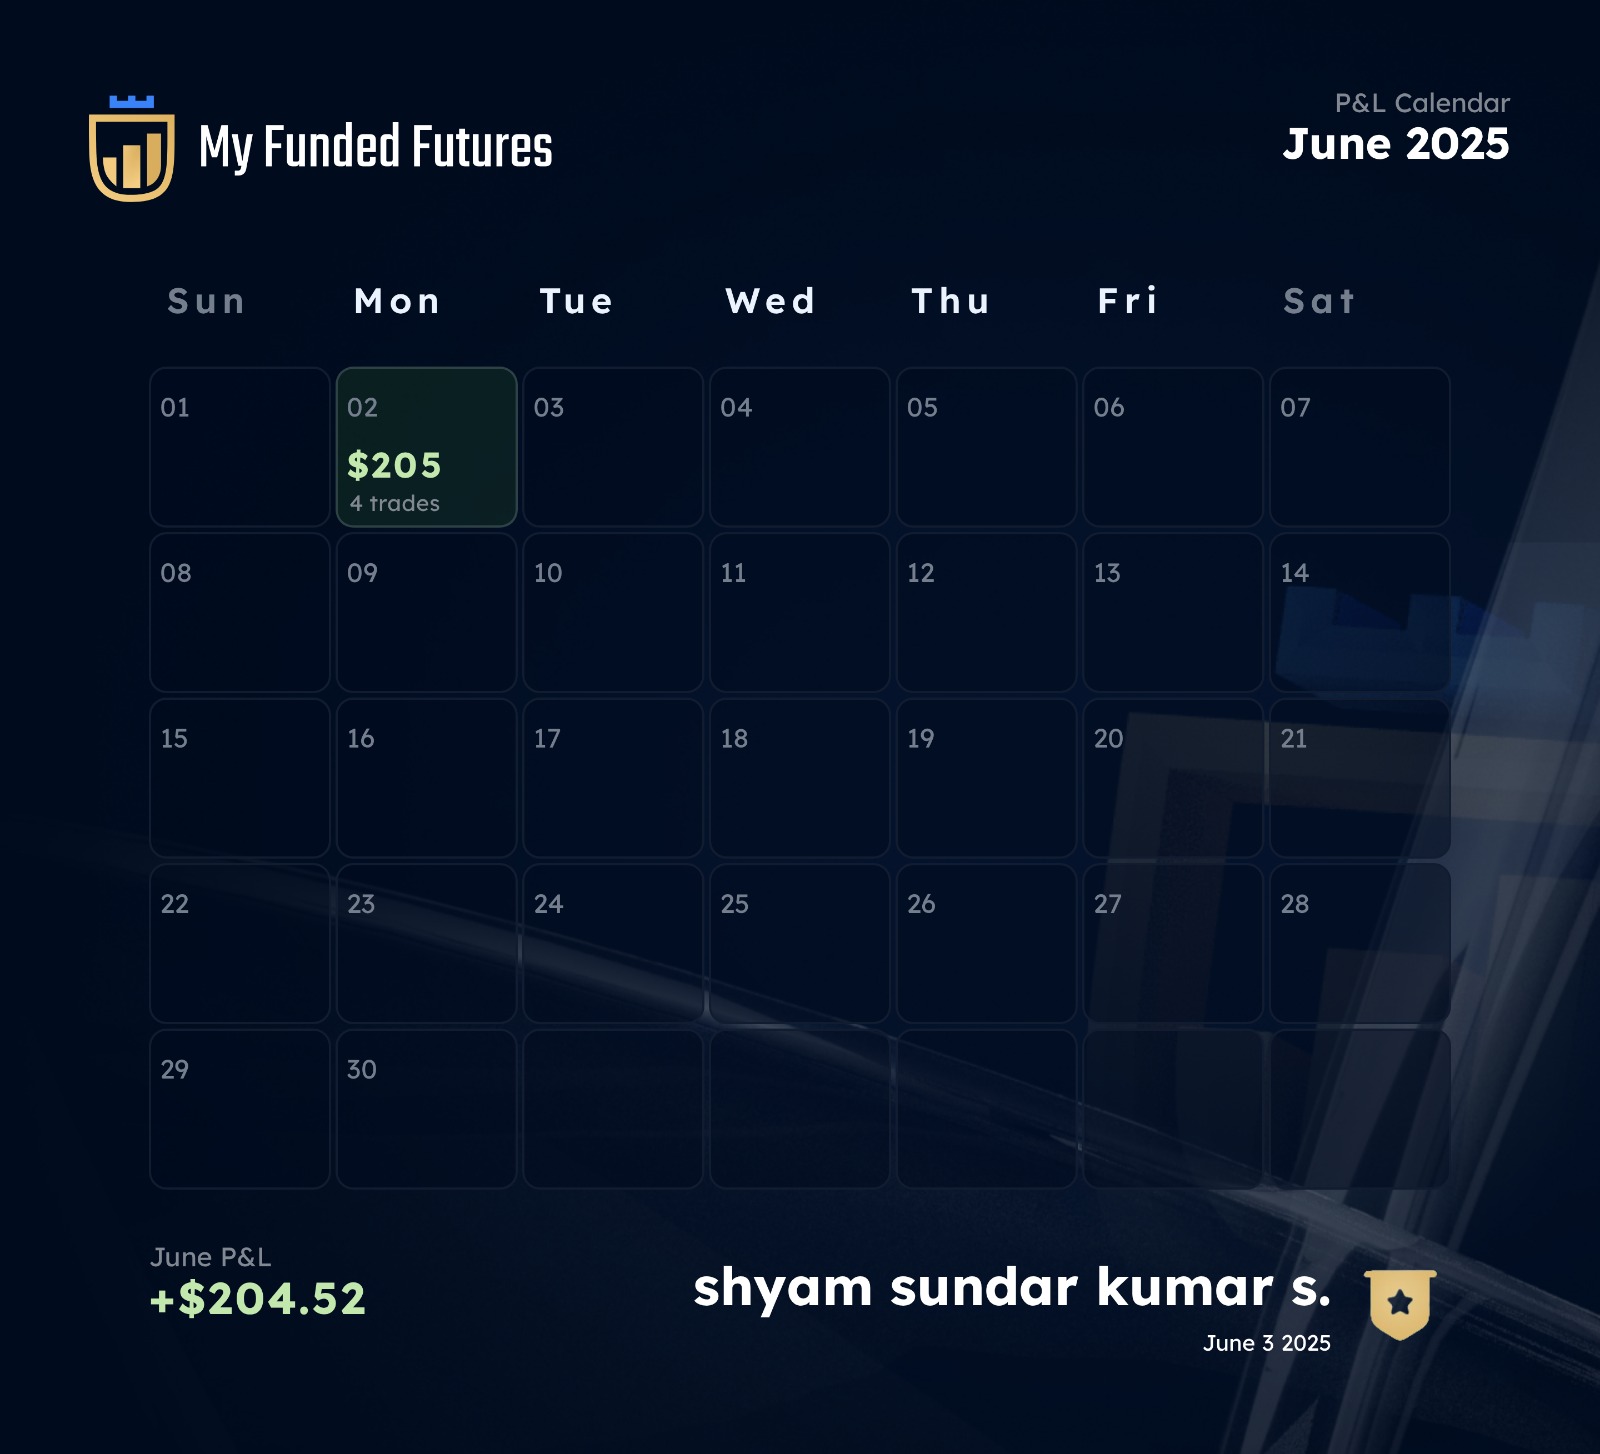 My Funded Futures
P&L Calendar
June 2025
Sun Mon Tue Wed Thu Fri Sat
01 02 03 04 05 06 07
$205
4 trades
08 09 10 11 12 13 14
15 16 17 18 19 20 21
22 23 24 25 26 27 28
29 30
June P&L
+$204.52
shyam sundar kumar s.
June 3 2025